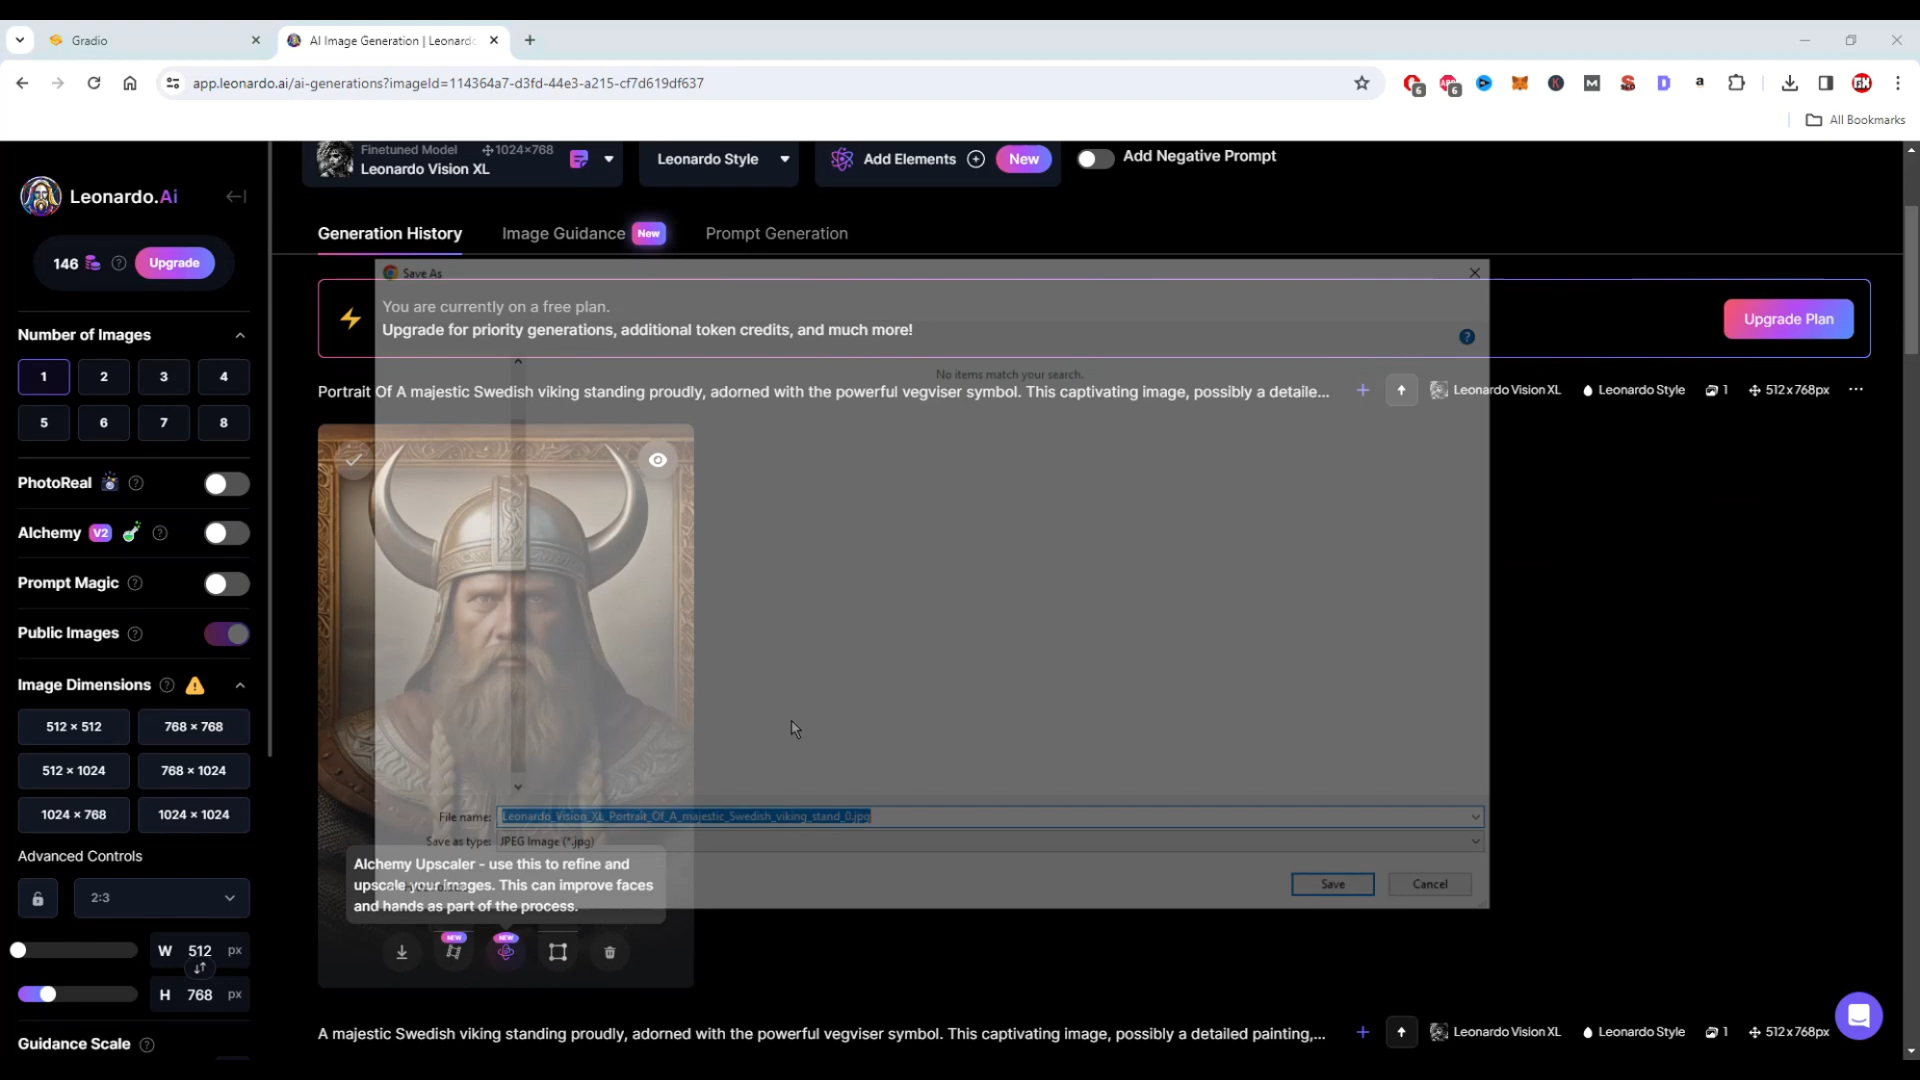 Gradio
AI Image Generation | Leonardo
app.leonardo.ai/ai-generations?imageId=114364a7-d3fd-44e3-a215-cf7d619df637
6
6
All Bookmarks
Leonardo.Ai
146
Upgrade
Number of Images
1
2
3
4
5
6
7
8
PhotoReal
Alchemy V2
Prompt Magic
Public Images
Image Dimensions
512 × 512
768 × 768
512 × 1024
768 × 1024
1024 × 768
1024 × 1024
Advanced Controls
2:3
W 512 px
H 768 px
Guidance Scale
Finetuned Model
1024×768
Leonardo Vision XL
Leonardo Style
Add Elements
New
Add Negative Prompt
Generation History
Image Guidance New
Prompt Generation
Save As
You are currently on a free plan.
Upgrade for priority generations, additional token credits, and much more!
Upgrade Plan
No items match your search.
Portrait Of A majestic Swedish viking standing proudly, adorned with the powerful vegviser symbol. This captivating image, possibly a detaile...
Leonardo Vision XL
Leonardo Style
1
512x768px
File name: Leonardo_Vision_XL_Portrait_Of_A_majestic_Swedish_viking_stand_0.jpg
Save as type: JPEG Image (*.jpg)
Alchemy Upscaler - use this to refine and
upscale your images. This can improve faces
and hands as part of the process.
Save
Cancel
NEW
NEW
A majestic Swedish viking standing proudly, adorned with the powerful vegviser symbol. This captivating image, possibly a detailed painting,...
Leonardo Vision XL
Leonardo Style
1
512x768px